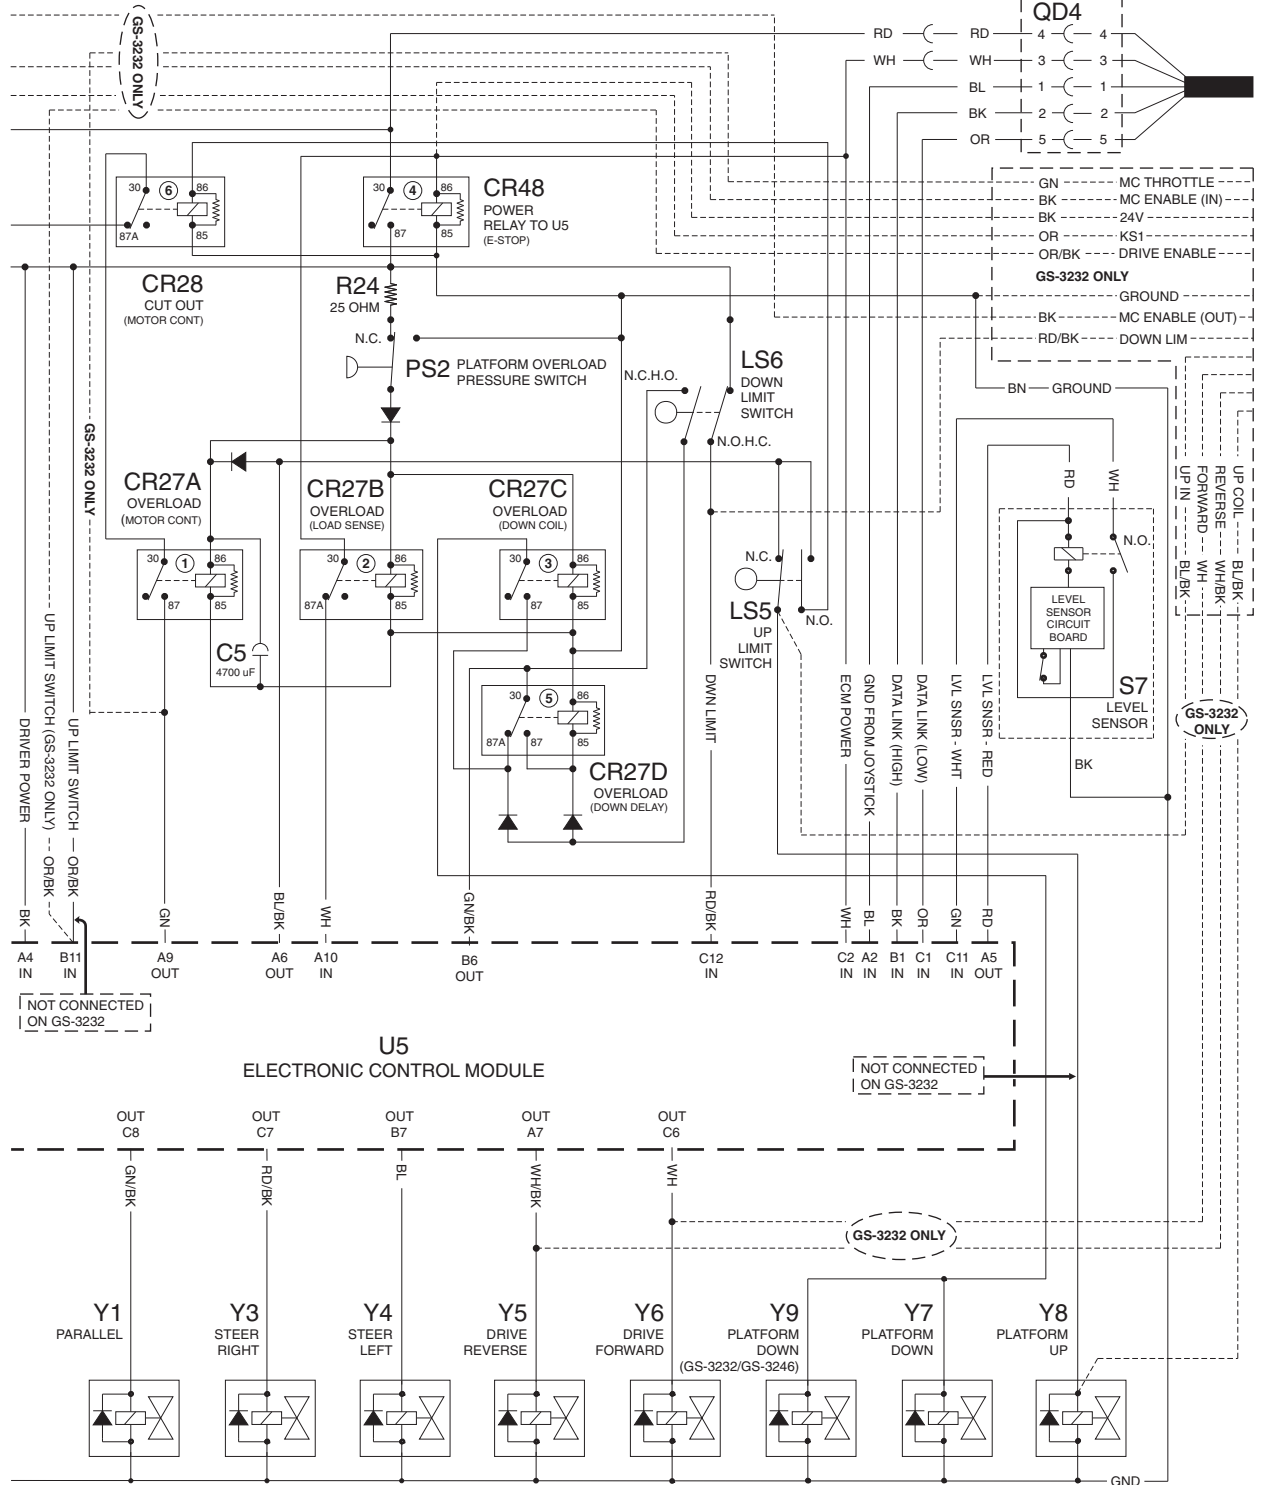 QD4
GS-3232 ONLY
RD RD 4 4
WH WH 3 3
BL 1 1
BK 2 2
OR 5 5
30 6 86
87A 85
CR28
CUT OUT
(MOTOR CONT)
30 4 86
87 85
CR48
POWER
RELAY TO U5
(E-STOP)
GN MC THROTTLE
BK MC ENABLE (IN)
BK 24V
OR KS1
OR/BK DRIVE ENABLE
GS-3232 ONLY
GROUND
BK MC ENABLE (OUT)
RD/BK DOWN LIM
R24
25 OHM
N.C.
PS2 PLATFORM OVERLOAD
PRESSURE SWITCH
N.C.H.O.
LS6
DOWN
LIMIT
SWITCH
N.O.H.C.
BN GROUND
GS-3232 ONLY
CR27A
OVERLOAD
(MOTOR CONT)
30 1 86
87 85
CR27B
OVERLOAD
(LOAD SENSE)
30 2 86
87A 85
CR27C
OVERLOAD
(DOWN COIL)
30 3 86
87 85
C5
4700 uF
30 5 86
87A 87 85
CR27D
OVERLOAD
(DOWN DELAY)
N.C.
LS5
UP
LIMIT
SWITCH
N.O.
RD
WH
N.O.
LEVEL
SENSOR
CIRCUIT
BOARD
S7
LEVEL
SENSOR
BK
UP IN BL/BK
FORWARD WH
REVERSE WH/BK
UP COIL BL/BK
GS-3232
ONLY
DRIVER POWER BK
UP LIMIT SWITCH (GS-3232 ONLY) OR/BK
UP LIMIT SWITCH OR/BK
GN
BL/BK
WH
GN/BK
DWN LIMIT RD/BK
ECM POWER WH
GND FROM JOYSTICK BL
DATA LINK (HIGH) BK
DATA LINK (LOW) OR
LVL SNSR - WHT GN
LVL SNSR - RED RD
A4
IN
B11
IN
A9
OUT
A6
OUT
A10
IN
B6
OUT
C12
IN
C2
IN
A2
IN
B1
IN
C1
IN
C11
IN
A5
OUT
NOT CONNECTED
ON GS-3232
U5
ELECTRONIC CONTROL MODULE
NOT CONNECTED
ON GS-3232
OUT
C8
OUT
C7
OUT
B7
OUT
A7
OUT
C6
GN/BK
RD/BK
BL
WH/BK
WH
GS-3232 ONLY
Y1
PARALLEL
Y3
STEER
RIGHT
Y4
STEER
LEFT
Y5
DRIVE
REVERSE
Y6
DRIVE
FORWARD
Y9
PLATFORM
DOWN
(GS-3232/GS-3246)
Y7
PLATFORM
DOWN
Y8
PLATFORM
UP
GND